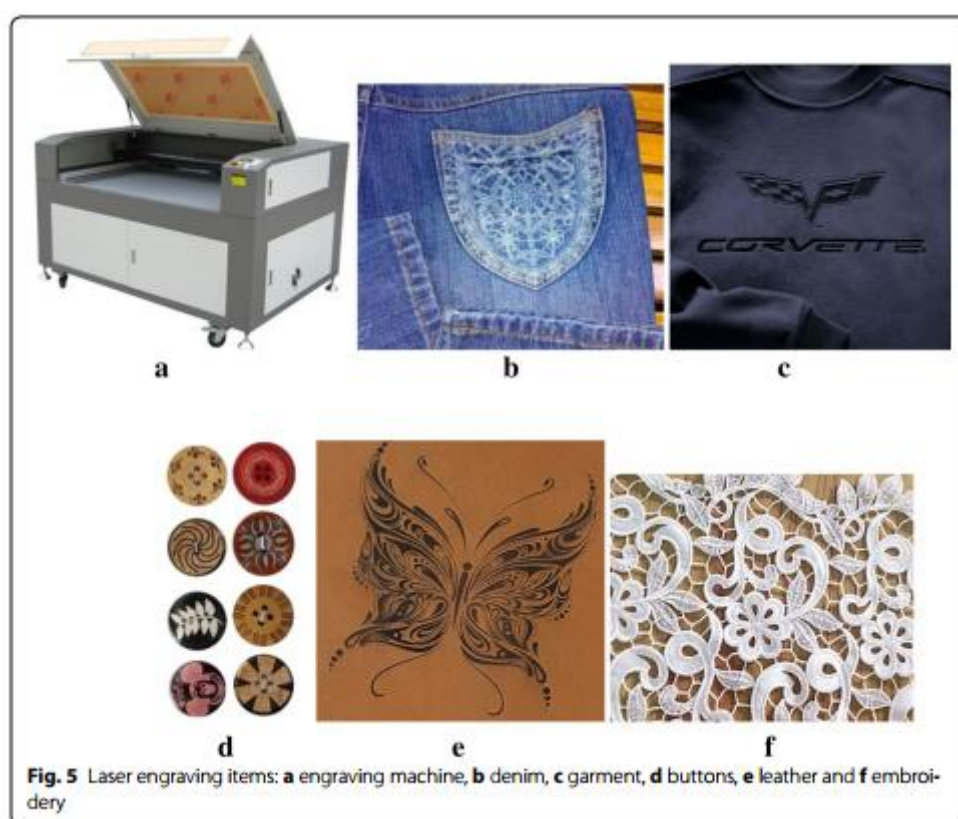 a
b
c
CORVETTE
d
e
f
Fig. 5 Laser engraving items: a engraving machine, b denim, c garment, d buttons, e leather and f embroi-
dery